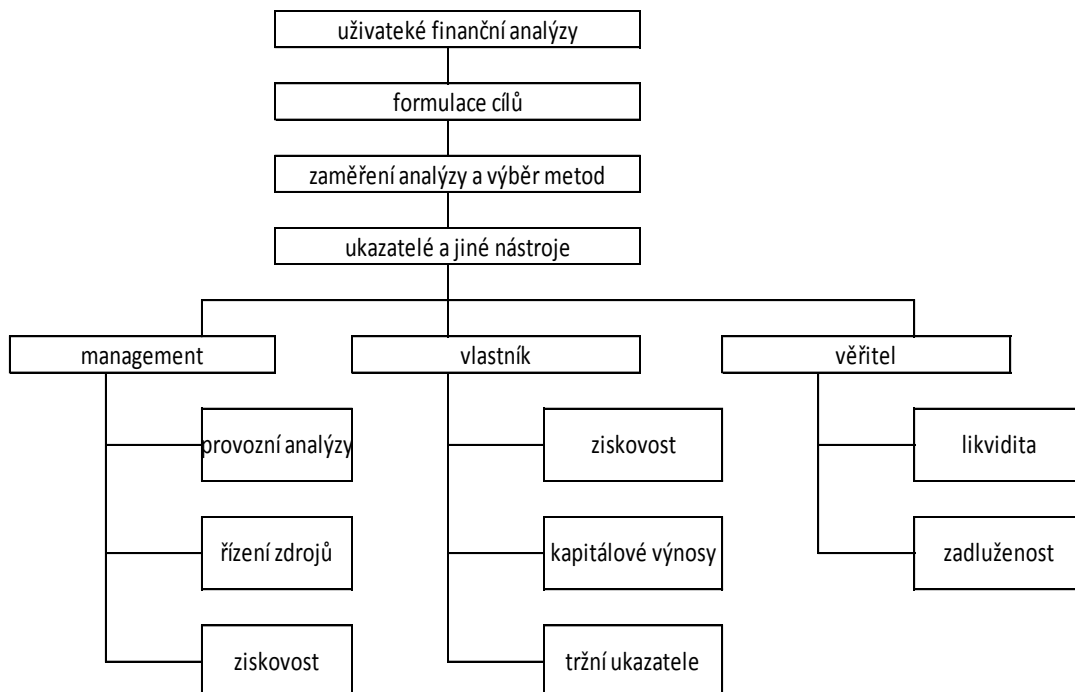 uživateké finanční analýzy
formulace cílů
zaměření analýzy a výběr metod
ukazatelé a jiné nástroje
management
vlastník
věřitel
provozní analýzy
ziskovost
likvidita
řízení zdrojů
kapitálové výnosy
zadluženost
ziskovost
tržní ukazatele